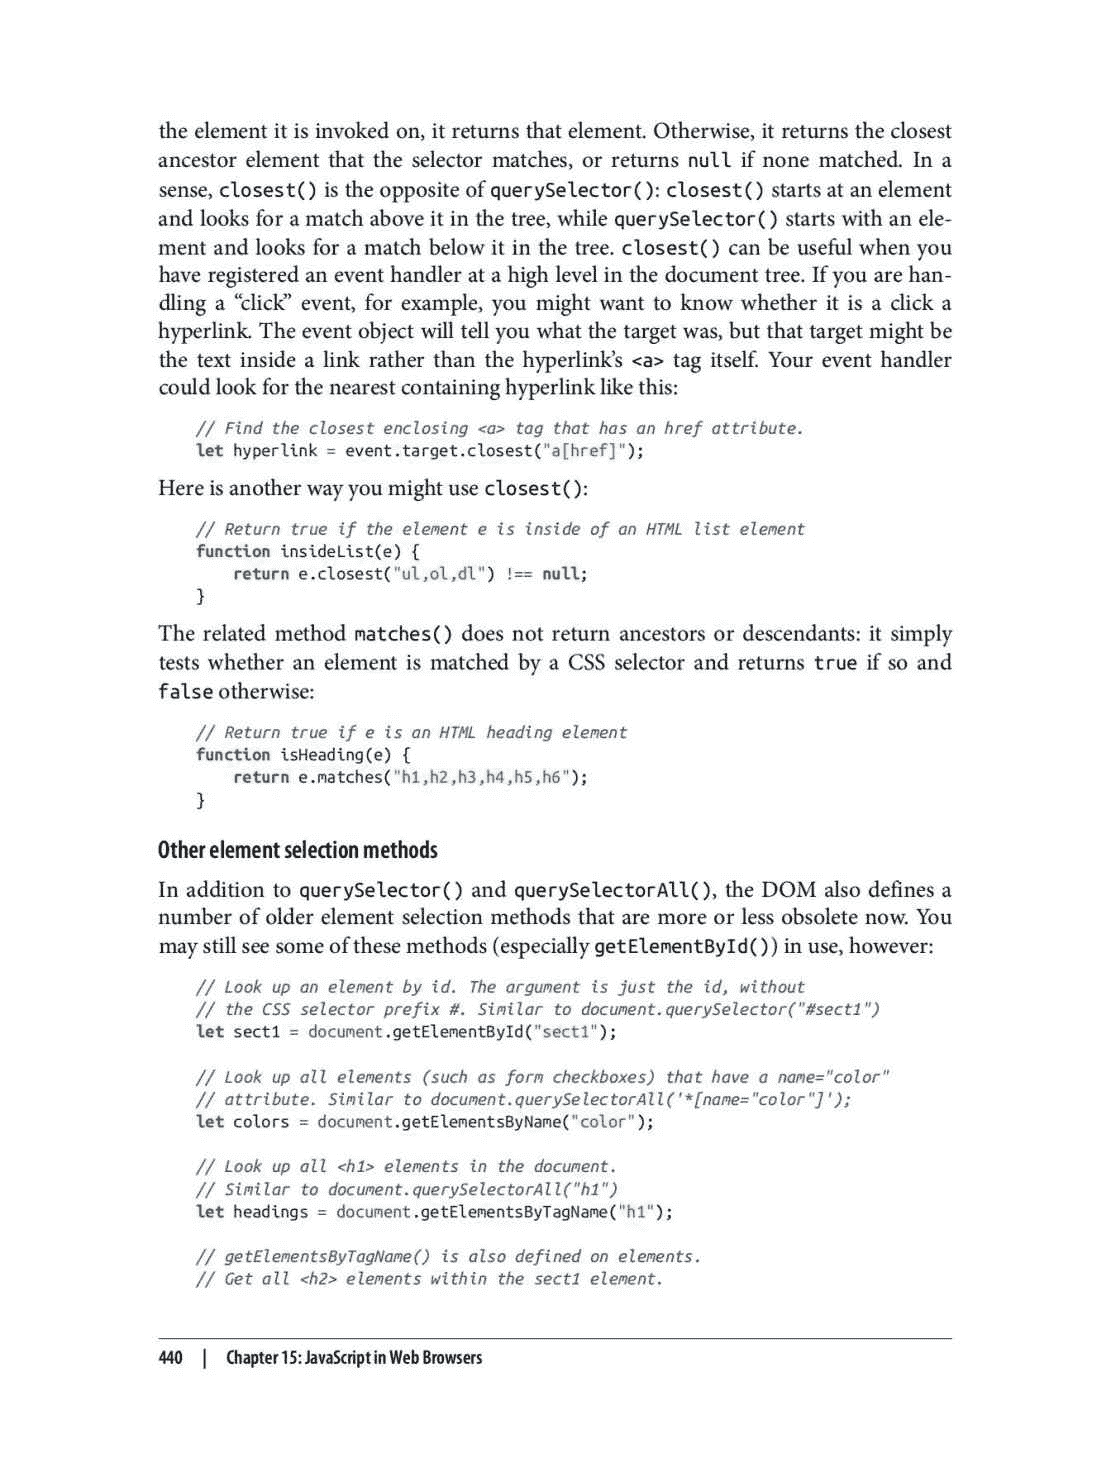 the element it is invoked on, it returns that element. Otherwise, it returns the closest
ancestor element that the selector matches, or returns null if none matched. In a
sense, closest() is the opposite of querySelector(): closest() starts at an element
and looks for a match above it in the tree, while querySelector() starts with an ele-
ment and looks for a match below it in the tree. closest() can be useful when you
have registered an event handler at a high level in the document tree. If you are han-
dling a “click” event, for example, you might want to know whether it is a click a
hyperlink. The event object will tell you what the target was, but that target might be
the text inside a link rather than the hyperlink’s <a> tag itself. Your event handler
could look for the nearest containing hyperlink like this:
// Find the closest enclosing <a> tag that has an href attribute.
let hyperlink = event.target.closest("a[href]");
Here is another way you might use closest():
// Return true if the element e is inside of an HTML list element
function insideList(e) {
    return e.closest("ul,ol,dl") !== null;
}
The related method matches() does not return ancestors or descendants: it simply
tests whether an element is matched by a CSS selector and returns true if so and
false otherwise:
// Return true if e is an HTML heading element
function isHeading(e) {
    return e.matches("h1,h2,h3,h4,h5,h6");
}
Other element selection methods
In addition to querySelector() and querySelectorAll(), the DOM also defines a
number of older element selection methods that are more or less obsolete now. You
may still see some of these methods (especially getElementById()) in use, however:
// Look up an element by id. The argument is just the id, without
// the CSS selector prefix #. Similar to document.querySelector("#sect1")
let sect1 = document.getElementById("sect1");
// Look up all elements (such as form checkboxes) that have a name="color"
// attribute. Similar to document.querySelectorAll('*[name="color"]');
let colors = document.getElementsByName("color");
// Look up all <h1> elements in the document.
// Similar to document.querySelectorAll("h1")
let headings = document.getElementsByTagName("h1");
// getElementsByTagName() is also defined on elements.
// Get all <h2> elements within the sect1 element.
440 | Chapter 15: JavaScript in Web Browsers